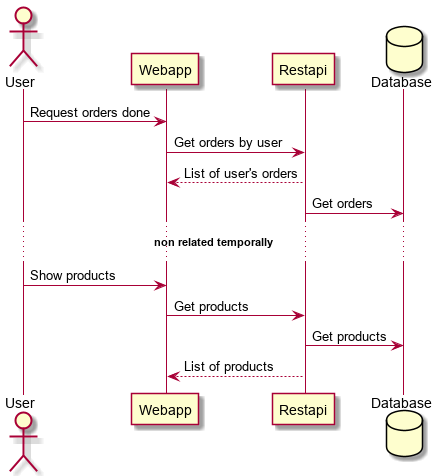 User
Webapp
Restapi
Database
Request orders done
Get orders by user
List of user's orders
Get orders
non related temporally
Show products
Get products
Get products
List of products
User
Webapp
Restapi
Database